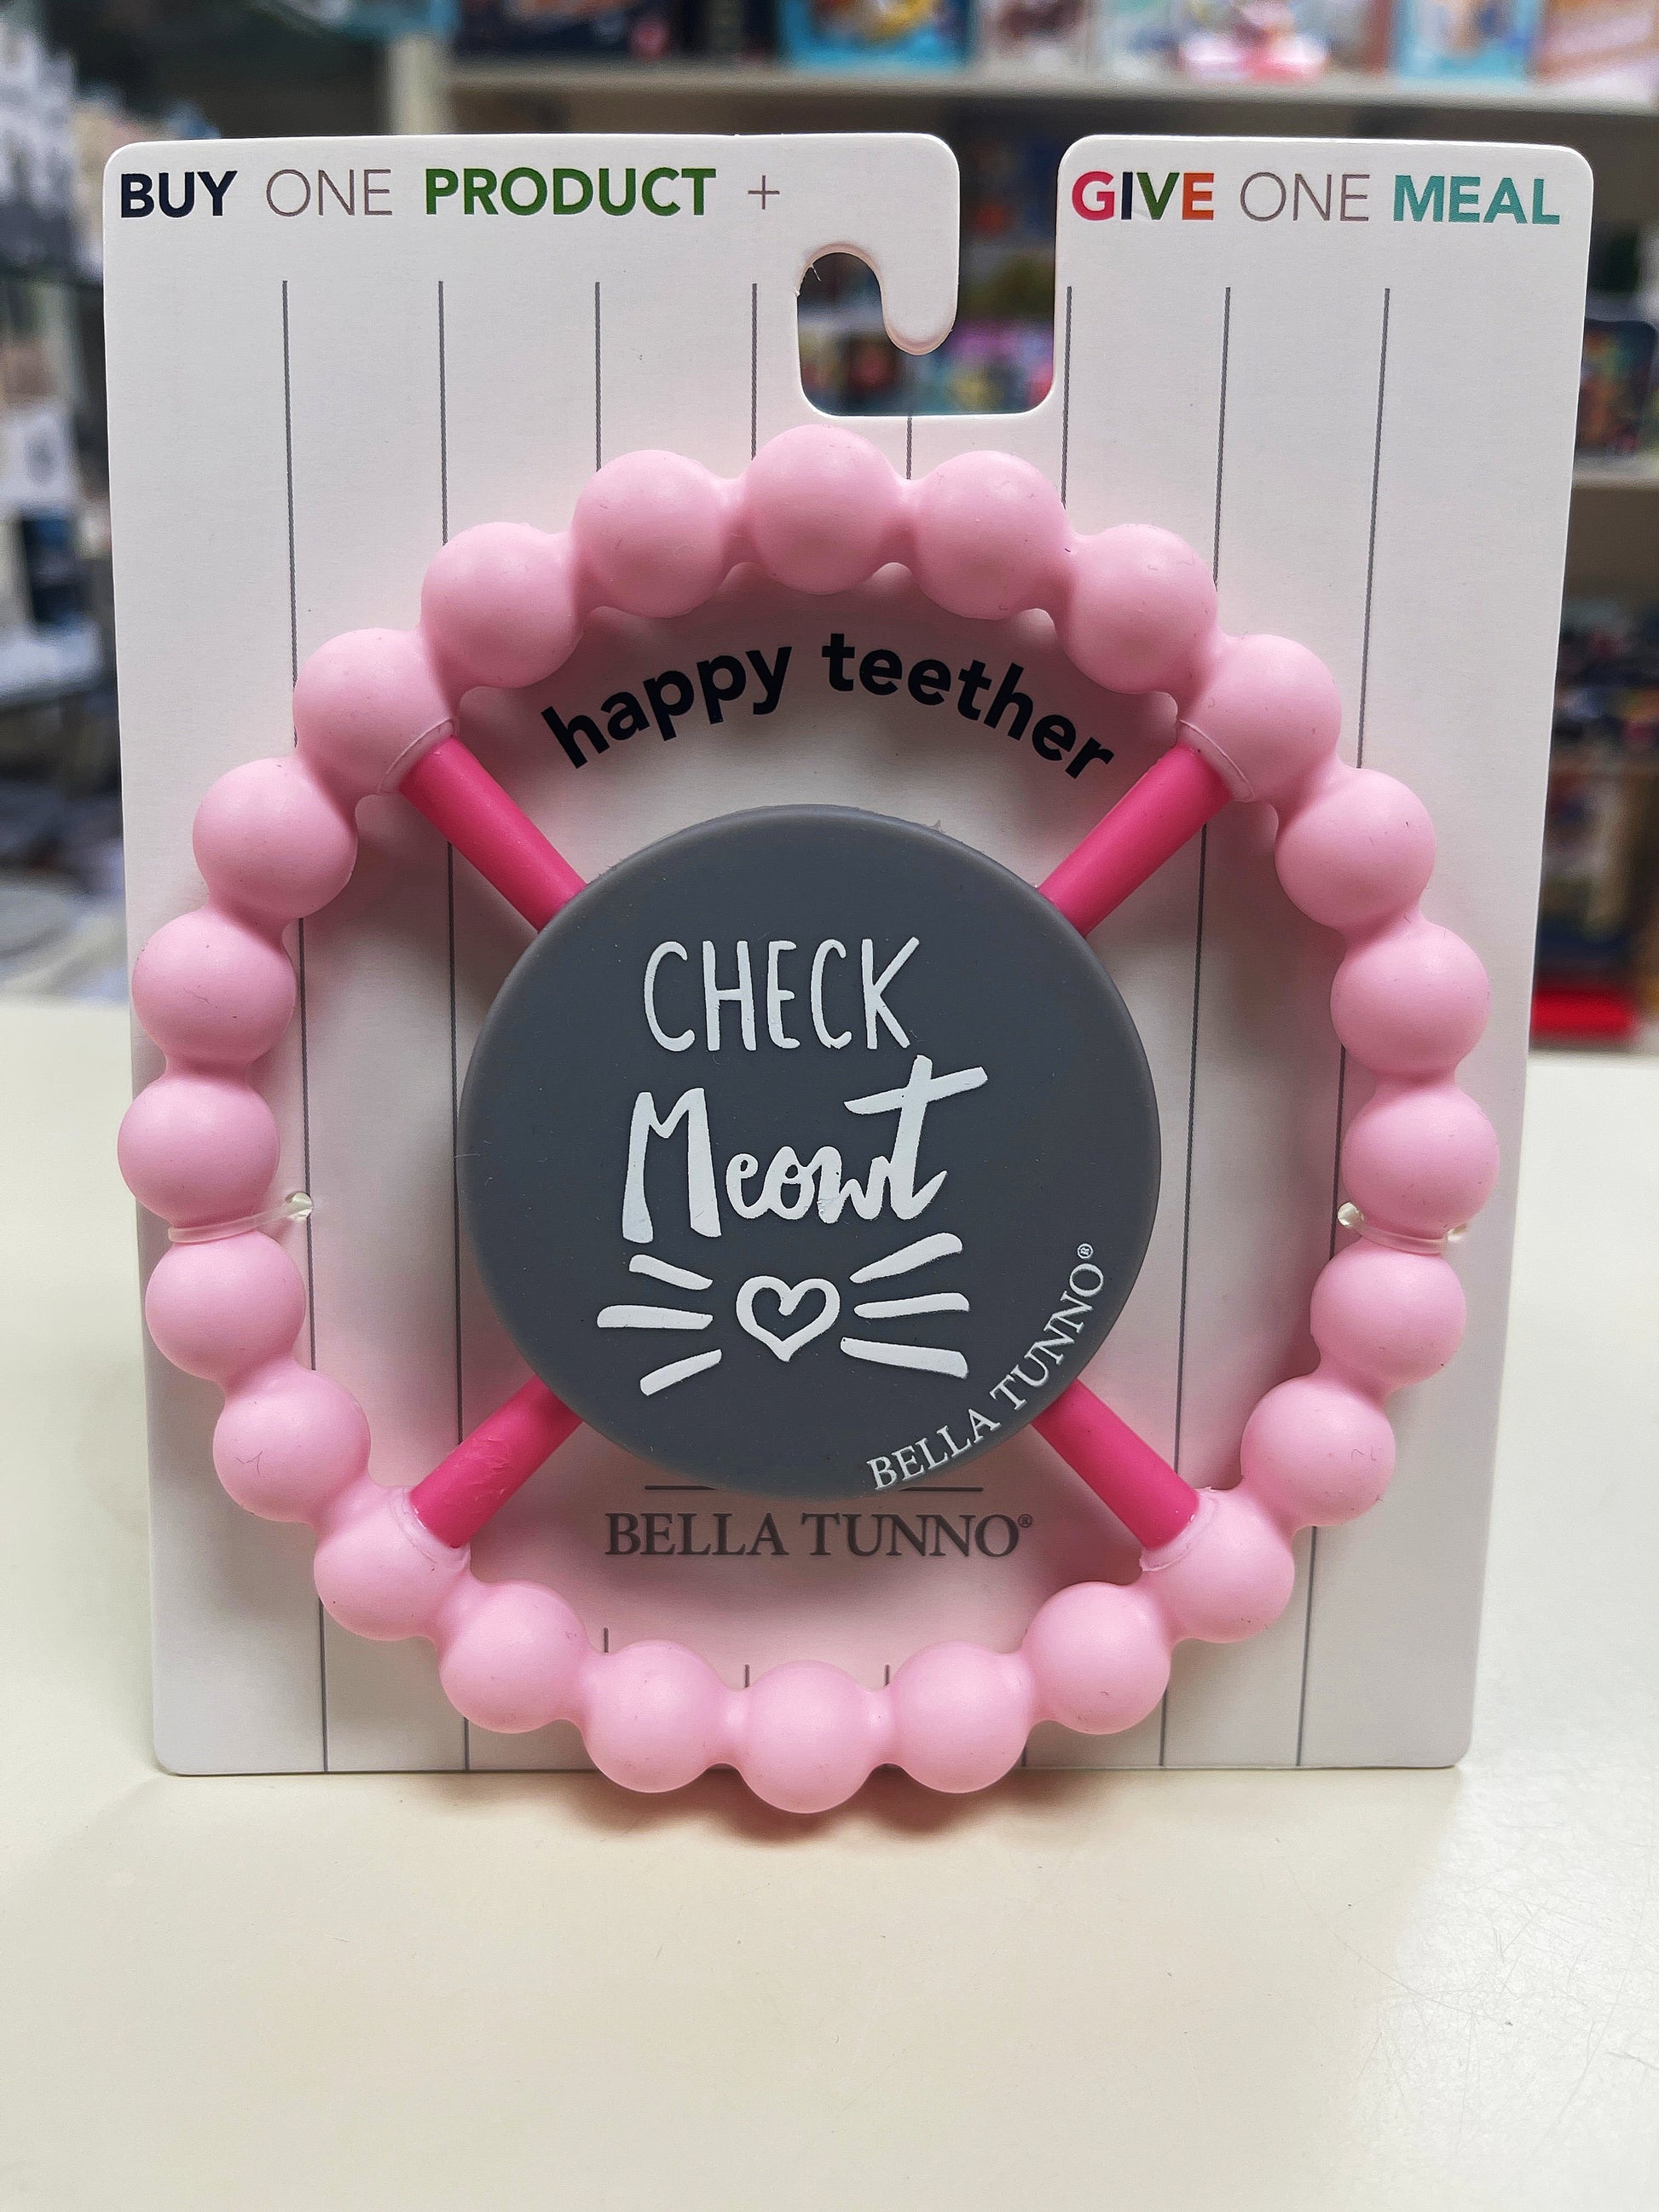 BUY ONE PRODUCT + GIVE ONE MEAL
happy teether
CHECK
Meowt
BELLA TUNNO®
BELLA TUNNO®